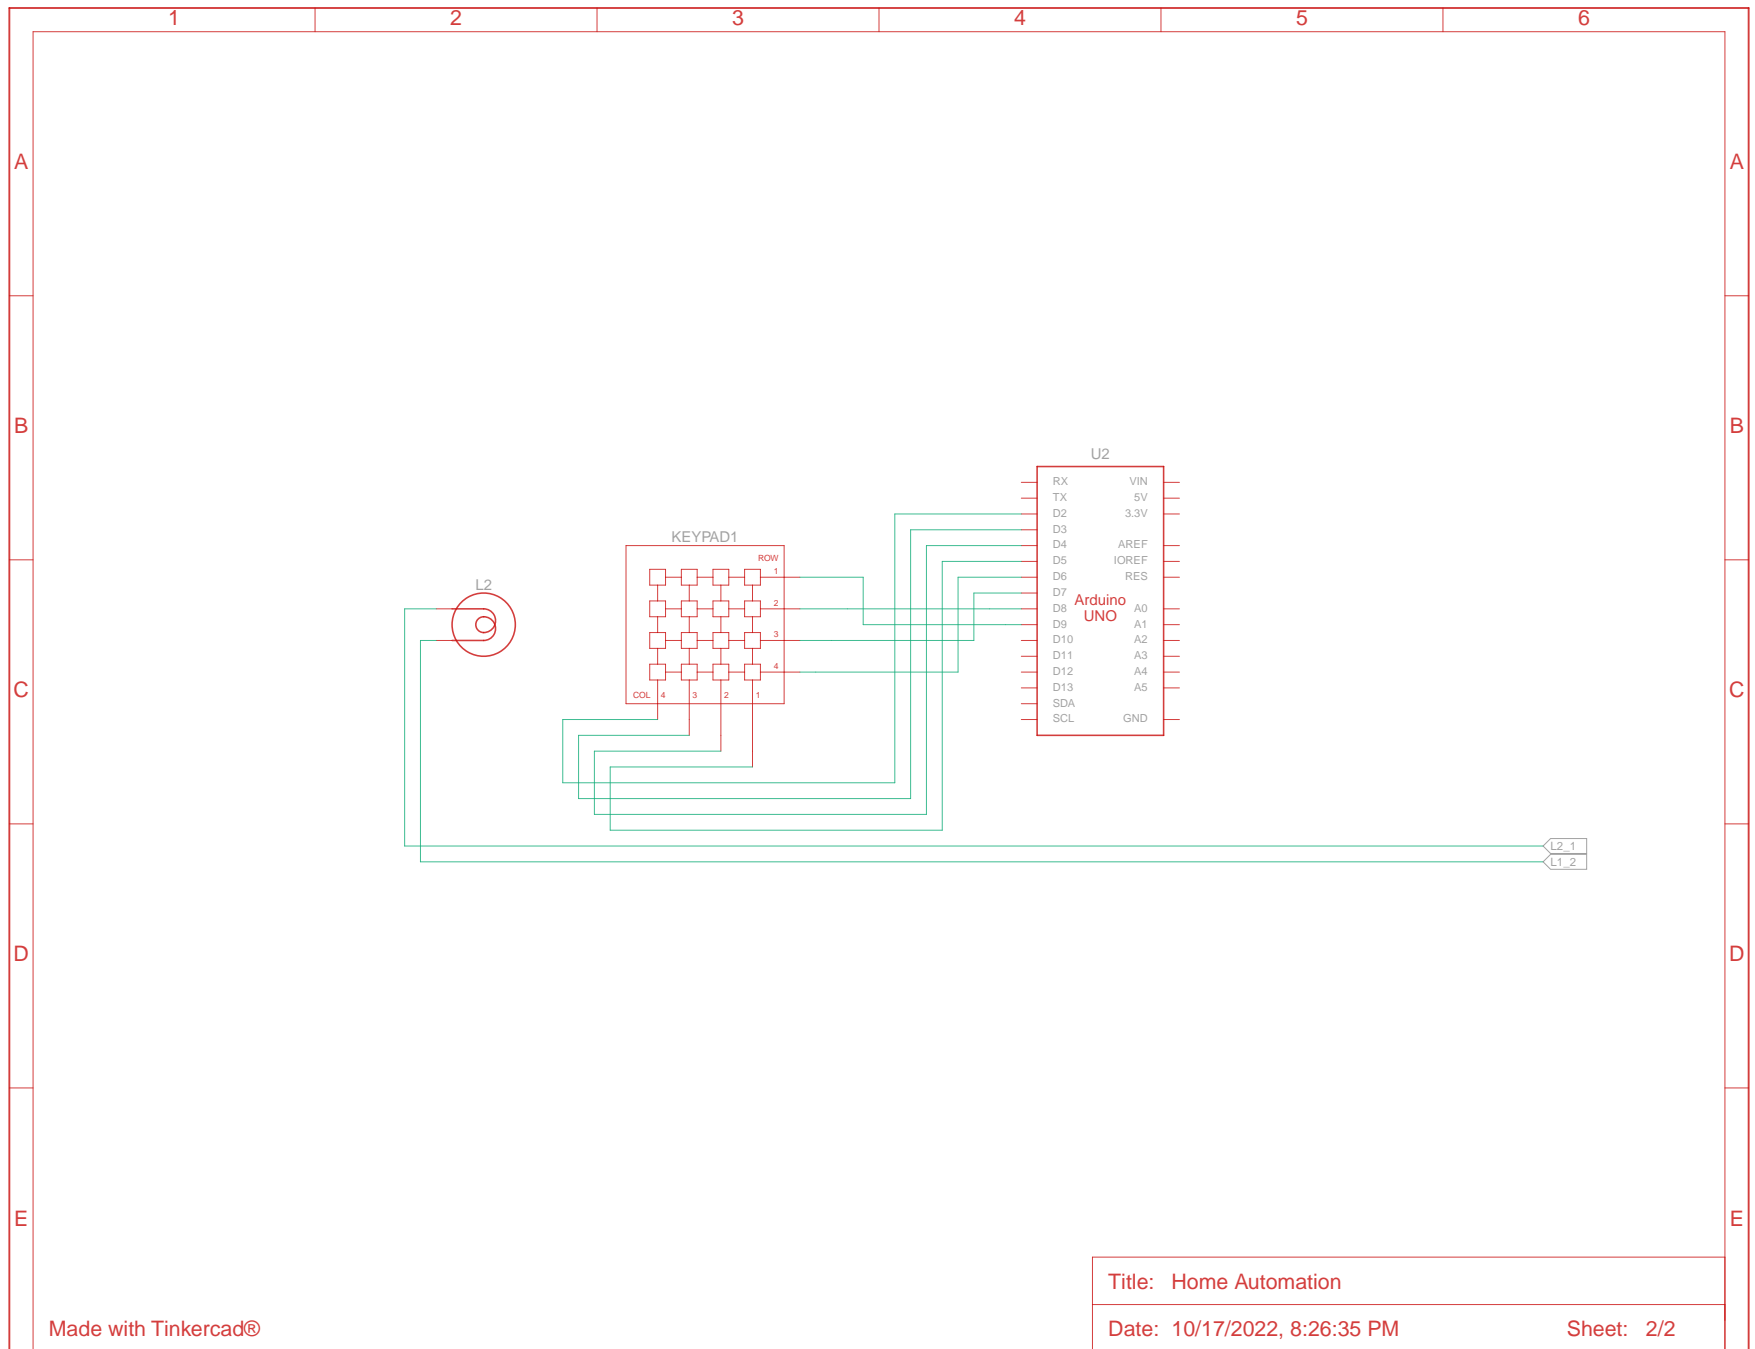 1 2 3 4 5 6
A A
B B
U2
RX VIN
TX 5V
D2 3.3V
D3
KEYPAD1
D4 AREF
ROW
D5 IOREF
1
D6 RES
L2
D7
Arduino
2
D8 A0
UNO
D9 A1
3
D10 A2
D11 A3
4
D12 A4
D13 A5
C C
COL 4 3 2 1
SDA
SCL GND
L2_1
L1_2
D D
E E
Title: Home Automation
Made with Tinkercad®
Date: 10/17/2022, 8:26:35 PM Sheet: 2/2